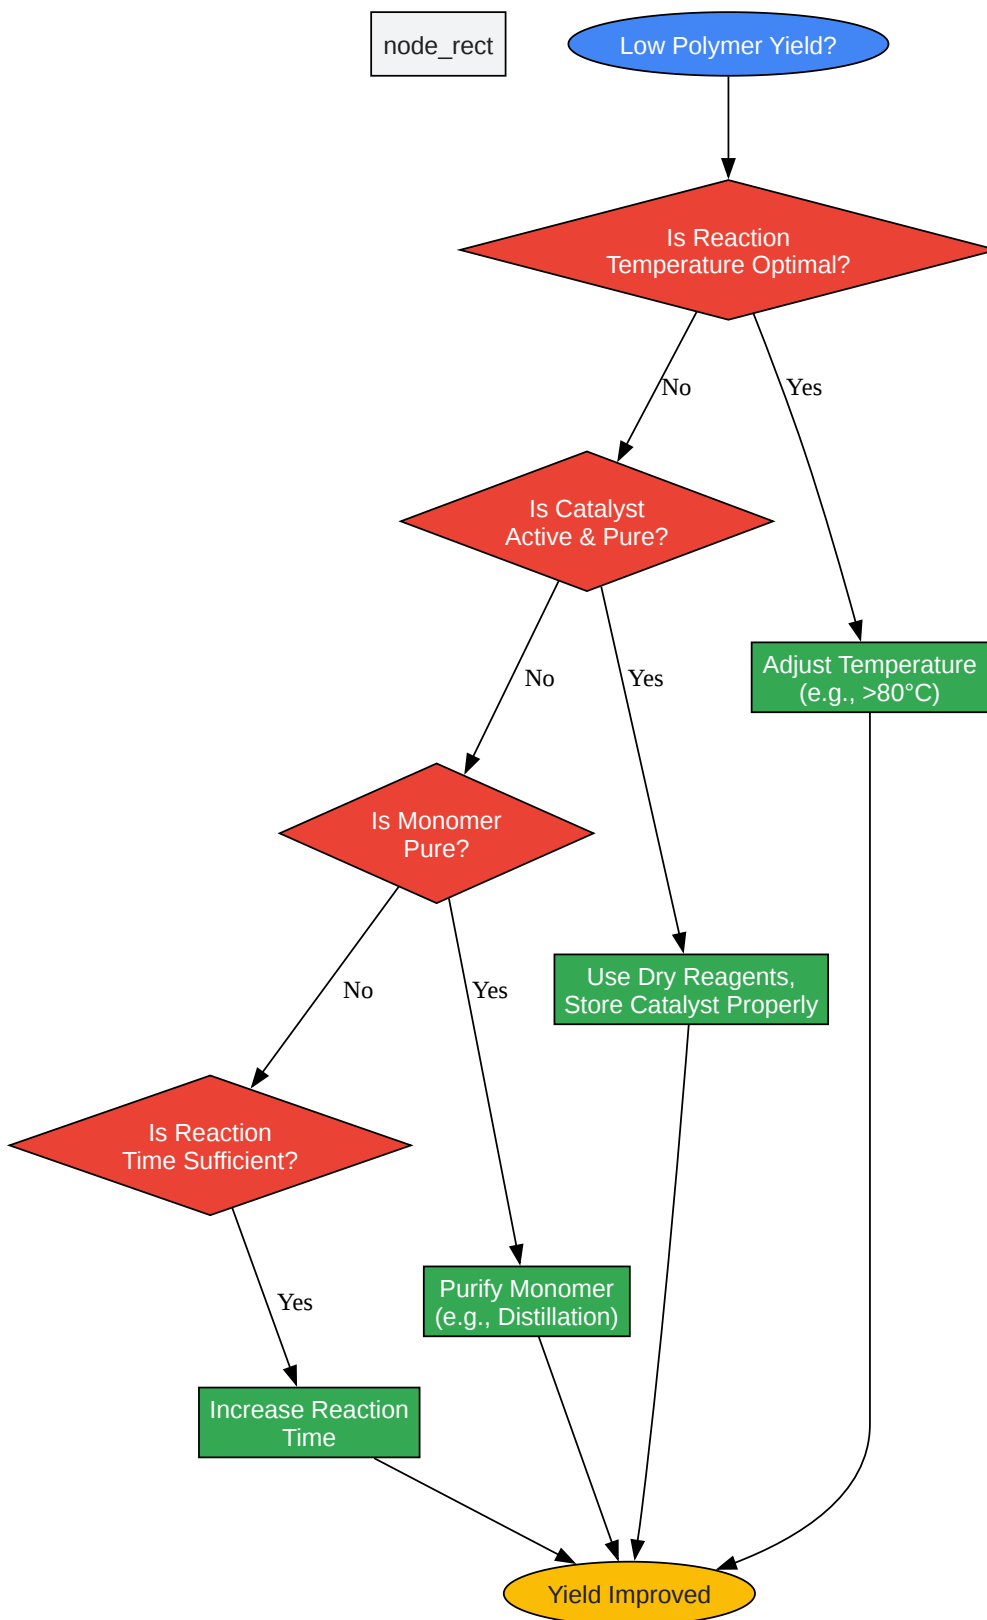 node_rect
Low Polymer Yield?
Is Reaction
Temperature Optimal?
No
Yes
Is Catalyst
Active & Pure?
No
Yes
Adjust Temperature
(e.g., >80°C)
Is Monomer
Pure?
No
Yes
Use Dry Reagents,
Store Catalyst Properly
Is Reaction
Time Sufficient?
Yes
Purify Monomer
(e.g., Distillation)
Increase Reaction
Time
Yield Improved